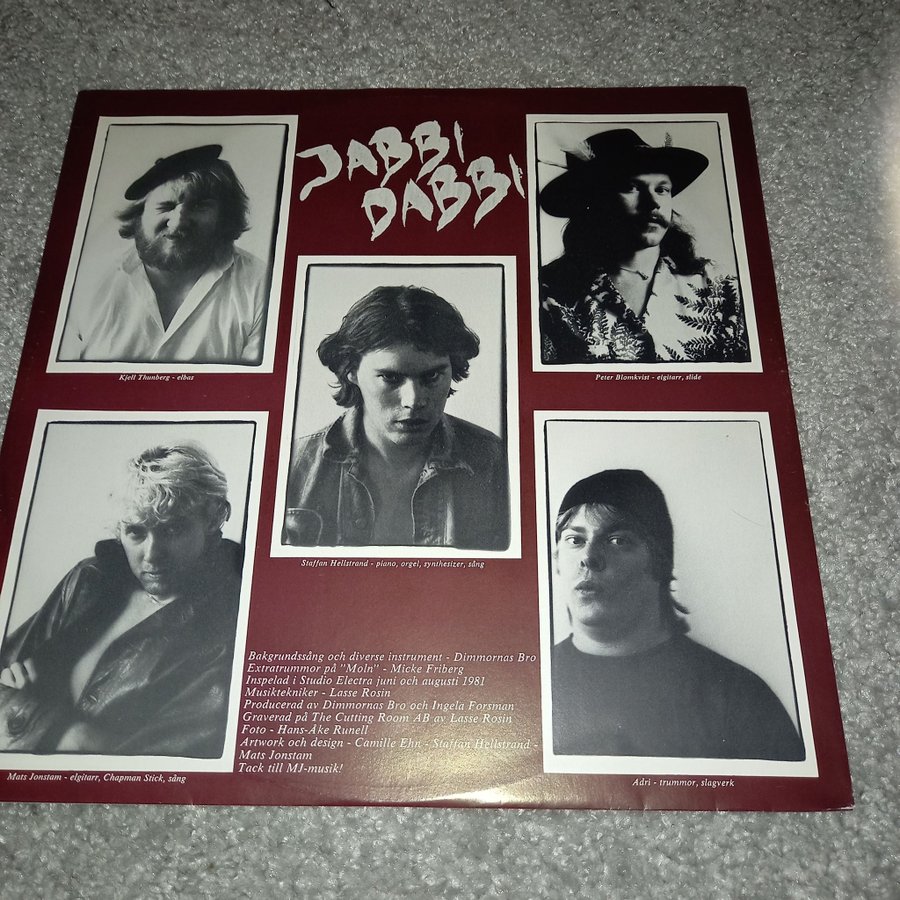 JABBI
DABBI
Kjell Thunberg - elbas
Peter Blomkvist - elgitarr, slide
Staffan Hellstrand - piano, orgel, synthesizer, sång
Bakgrundssång och diverse instrument - Dimmornas Bro
Extratrummor på "Moln" - Micke Friberg
Inspelad i Studio Electra juni och augusti 1981
Musiktekniker - Lasse Rosin
Producerad av Dimmornas Bro och Ingela Forsman
Graverad på The Cutting Room AB av Lasse Rosin
Foto - Hans-Åke Runell
Artwork och design - Camille Ehn - Staffan Hellstrand -
Mats Jonstam
Tack till MJ-musik!
Mats Jonstam - elgitarr, Chapman Stick, sång
Adri - trummor, slagverk